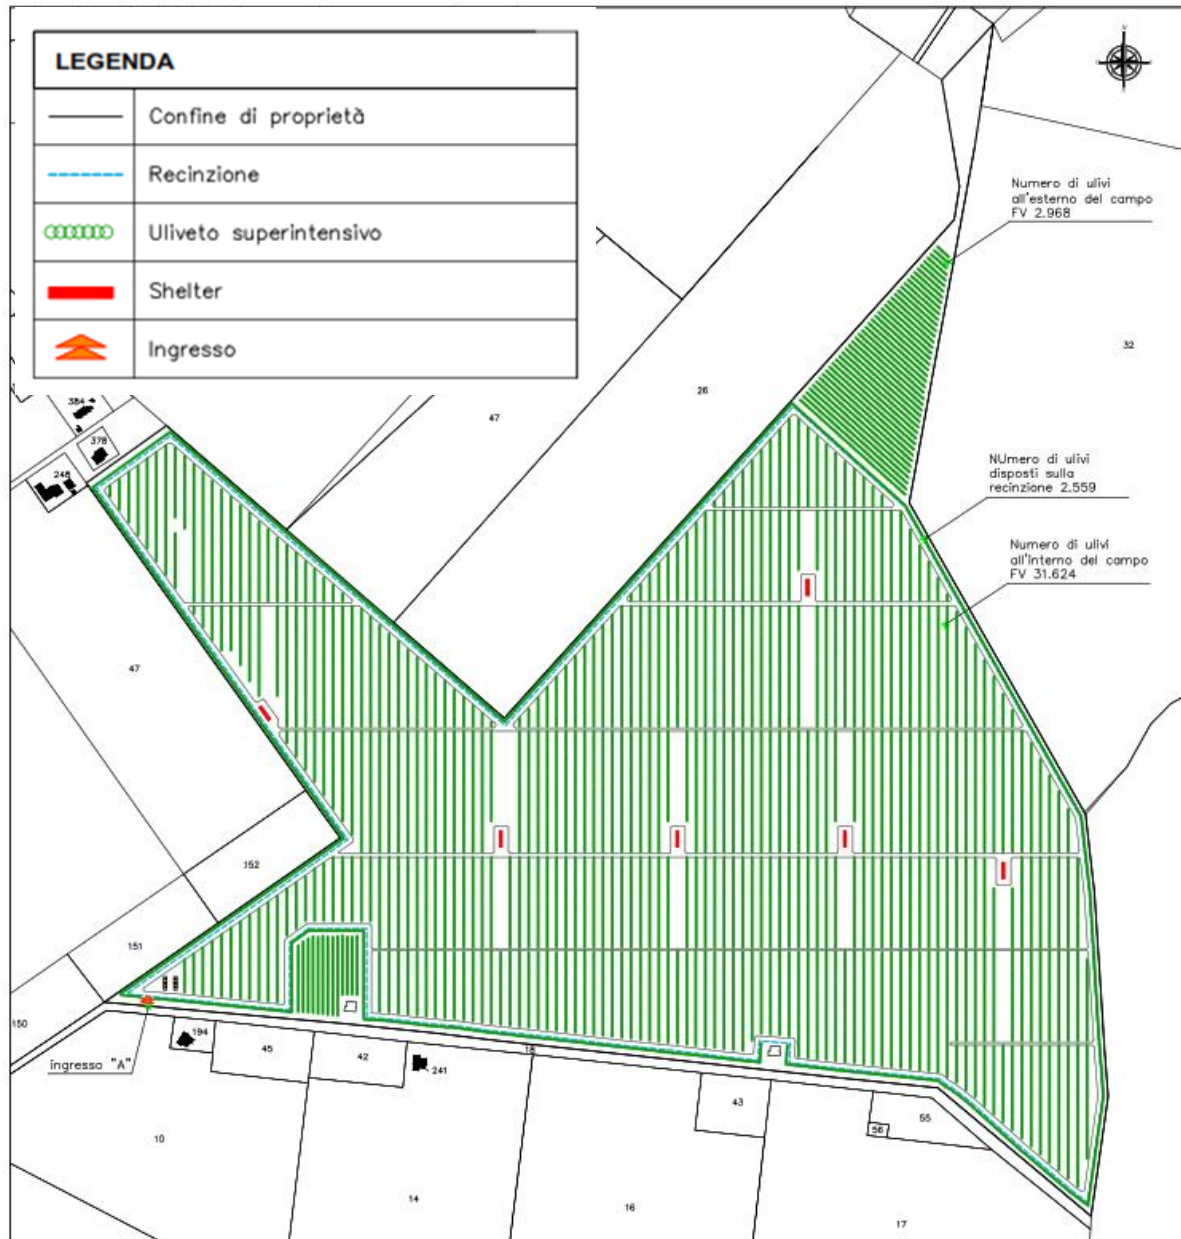 LEGENDA
Confine di proprietà
Recinzione
Uliveto superintensivo
Shelter
Ingresso
Numero di ulivi
all'esterno del campo
FV 2.968
32
26
47
384
378
248
NUmero di ulivi
disposti sulla
recinzione 2.559
Numero di ulivi
all'interno del campo
FV 31.624
47
152
151
150
194
45
42
18
241
ingresso "A"
43
55
56
10
14
16
17